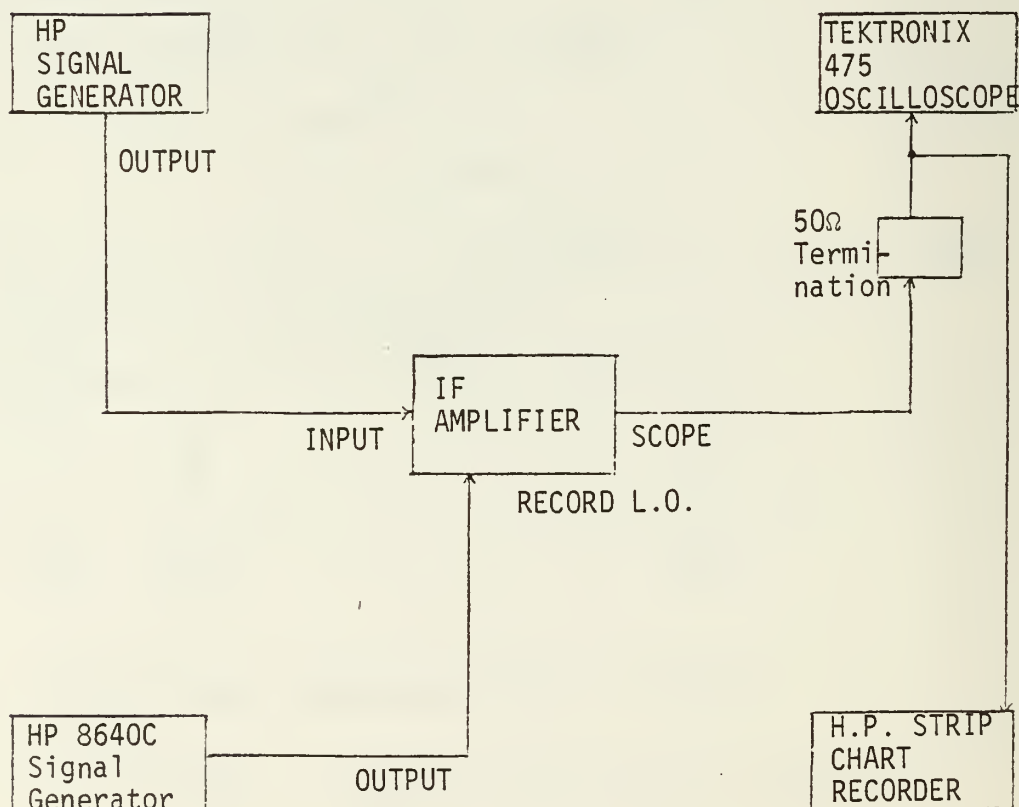 HP
SIGNAL
GENERATOR
TEKTRONIX
475
OSCILLOSCOPE
OUTPUT
50Ω
Termi-
nation
IF
AMPLIFIER
INPUT
SCOPE
RECORD L.O.
HP 8640C
Signal
Generator
OUTPUT
H.P. STRIP
CHART
RECORDER